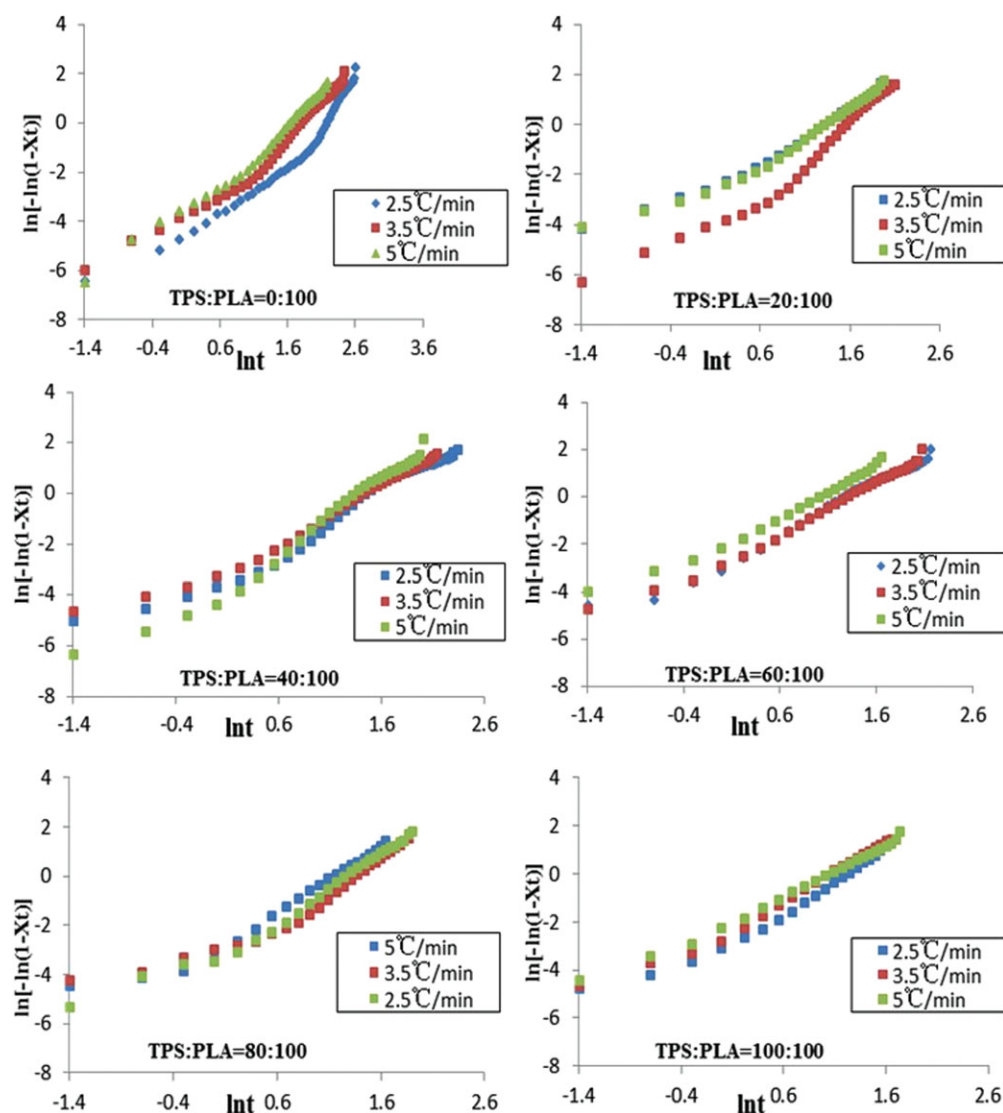 4
2
0
-2
-4
-6
-8
ln[-ln(1-Xt)]
2.5℃/min
3.5℃/min
5℃/min
TPS:PLA=0:100
-1.4
-0.4
0.6
1.6
2.6
3.6
lnt
4
2
0
-2
-4
-6
-8
ln[-ln(1-Xt)]
2.5℃/min
3.5℃/min
5℃/min
TPS:PLA=20:100
-1.4
-0.4
0.6
1.6
2.6
lnt
4
2
0
-2
-4
-6
-8
ln[-ln(1-Xt)]
2.5℃/min
3.5℃/min
5℃/min
TPS:PLA=40:100
-1.4
-0.4
0.6
1.6
2.6
lnt
4
2
0
-2
-4
-6
-8
ln[-ln(1-Xt)]
2.5℃/min
3.5℃/min
5℃/min
TPS:PLA=60:100
-1.4
-0.4
0.6
1.6
2.6
lnt
4
2
0
-2
-4
-6
-8
ln[-ln(1-Xt)]
5℃/min
3.5℃/min
2.5℃/min
TPS:PLA=80:100
-1.4
-0.4
0.6
1.6
2.6
lnt
4
2
0
-2
-4
-6
-8
ln[-ln(1-Xt)]
2.5℃/min
3.5℃/min
5℃/min
TPS:PLA=100:100
-1.4
-0.4
0.6
1.6
2.6
lnt